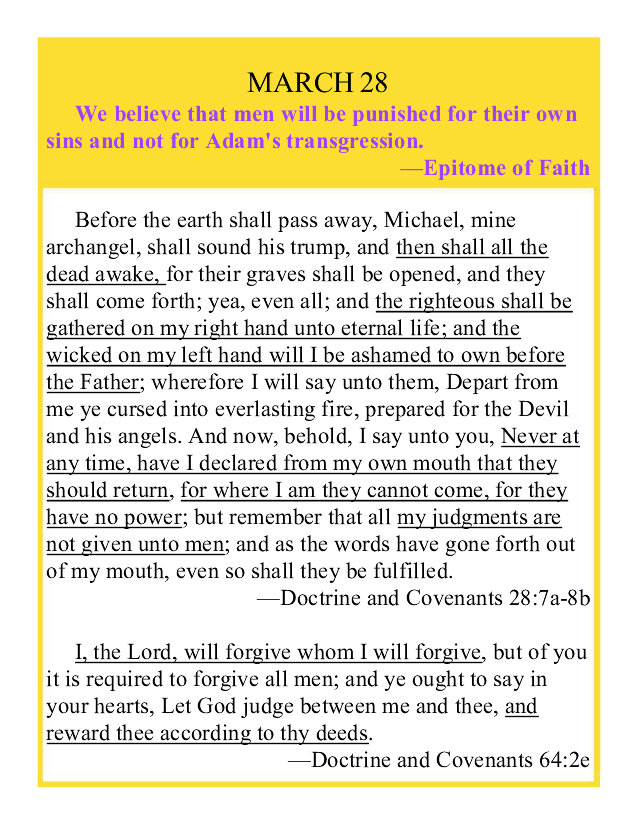 MARCH 28
We believe that men will be punished for their own
sins and not for Adam's transgression.
—Epitome of Faith
Before the earth shall pass away, Michael, mine
archangel, shall sound his trump, and then shall all the
dead awake, for their graves shall be opened, and they
shall come forth; yea, even all; and the righteous shall be
gathered on my right hand unto eternal life; and the
wicked on my left hand will I be ashamed to own before
the Father; wherefore I will say unto them, Depart from
me ye cursed into everlasting fire, prepared for the Devil
and his angels. And now, behold, I say unto you, Never at
any time, have I declared from my own mouth that they
should return, for where I am they cannot come, for they
have no power; but remember that all my judgments are
not given unto men; and as the words have gone forth out
of my mouth, even so shall they be fulfilled.
—Doctrine and Covenants 28:7a-8b
I, the Lord, will forgive whom I will forgive, but of you
it is required to forgive all men; and ye ought to say in
your hearts, Let God judge between me and thee, and
reward thee according to thy deeds.
—Doctrine and Covenants 64:2e